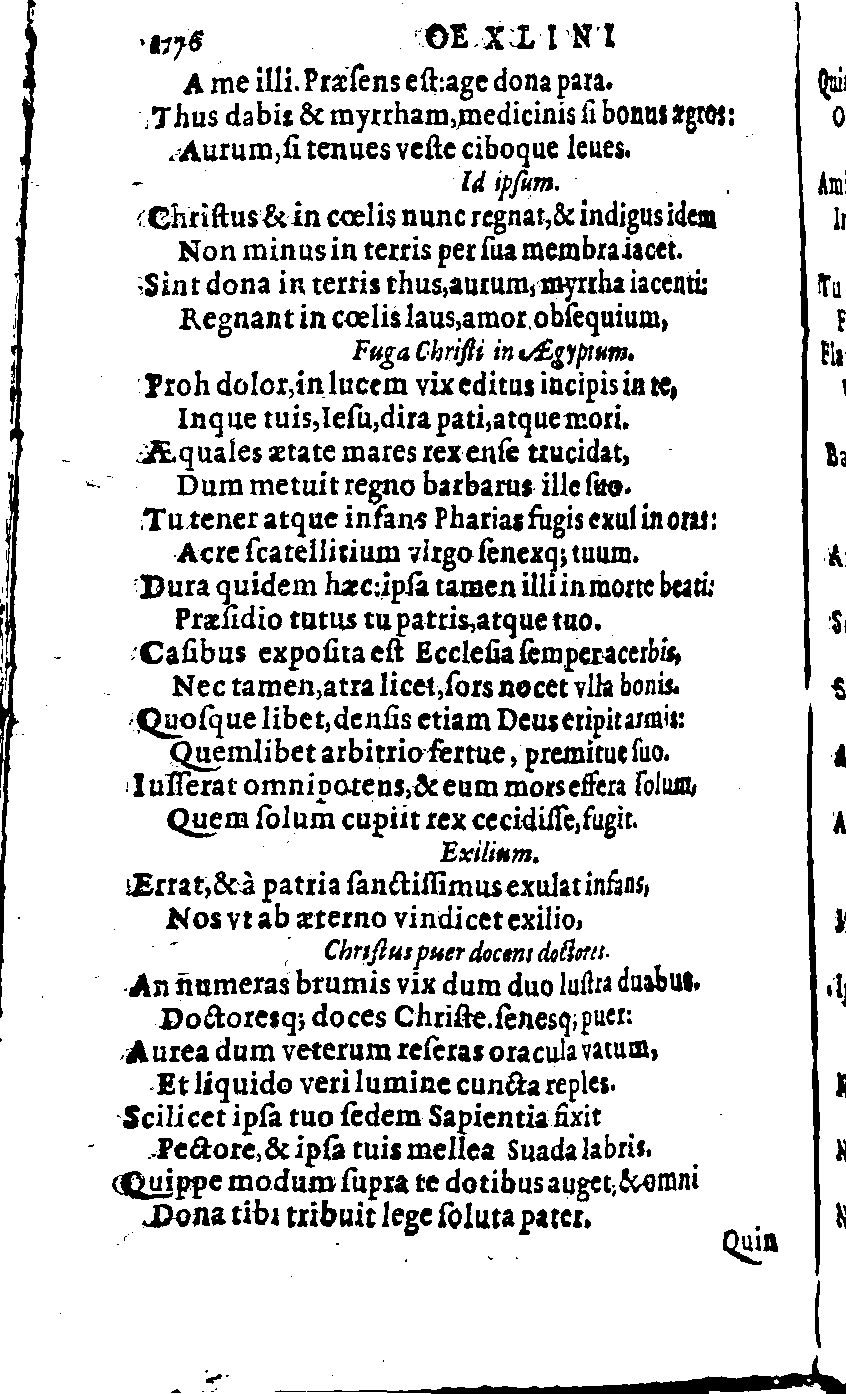 1176 OEXLINI
A me illi. Præſens eſt:age dona para.
Thus dabis & myrrham,medicinis ſi bonus ægros:
Aurum,ſi tenues veſte ciboque leues.
Id ipſum.
Chriſtus & in cœlis nunc regnat,& indigus idem
Non minus in terris per ſua membra iacet.
Sint dona in terris thus,aurum, myrrha iacenti:
Regnant in cœlis laus,amor, obſequium,
Fuga Chriſti in Ægyptum.
Proh dolor,in lucem vix editus incipis in te,
Inque tuis,Ieſu,dira pati,atque mori.
Æquales ætate mares rex enſe trucidat,
Dum metuit regno barbarus ille ſuo.
Tu tener atque infans Pharias fugis exul in oras:
Acre ſcatellitium virgo ſenexq; tuum.
Dura quidem hæc:ipſa tamen illi in morte beati:
Præſidio tutus tu patris,atque tuo.
Caſibus expoſita eſt Eccleſia ſemper acerbis,
Nec tamen,atra licet,ſors nocet vlla bonis.
Quoſque libet,denſis etiam Deus eripit armis:
Quemlibet arbitrio fertue, premitue ſuo.
Iuſſerat omnipotens,& eum mors effera ſolum,
Quem ſolum cupiit rex cecidiſſe,fugit.
Exilium.
Errat,& à patria ſanctiſſimus exulat infans,
Nos vt ab æterno vindicet exilio,
Chriſtus puer docens doctores.
An numeras brumis vix dum duo luſtra duabus.
Doctoresq; doces Chriſte.ſenesq; puer:
Aurea dum veterum reſeras oracula vatum,
Et liquido veri lumine cuncta reples.
Scilicet ipſa tuo ſedem Sapientia fixit
Pectore,& ipſa tuis mellea Suada labris.
Quippe modum ſupra te dotibus auget,& omni
Dona tibi tribuit lege ſoluta pater.
Quin